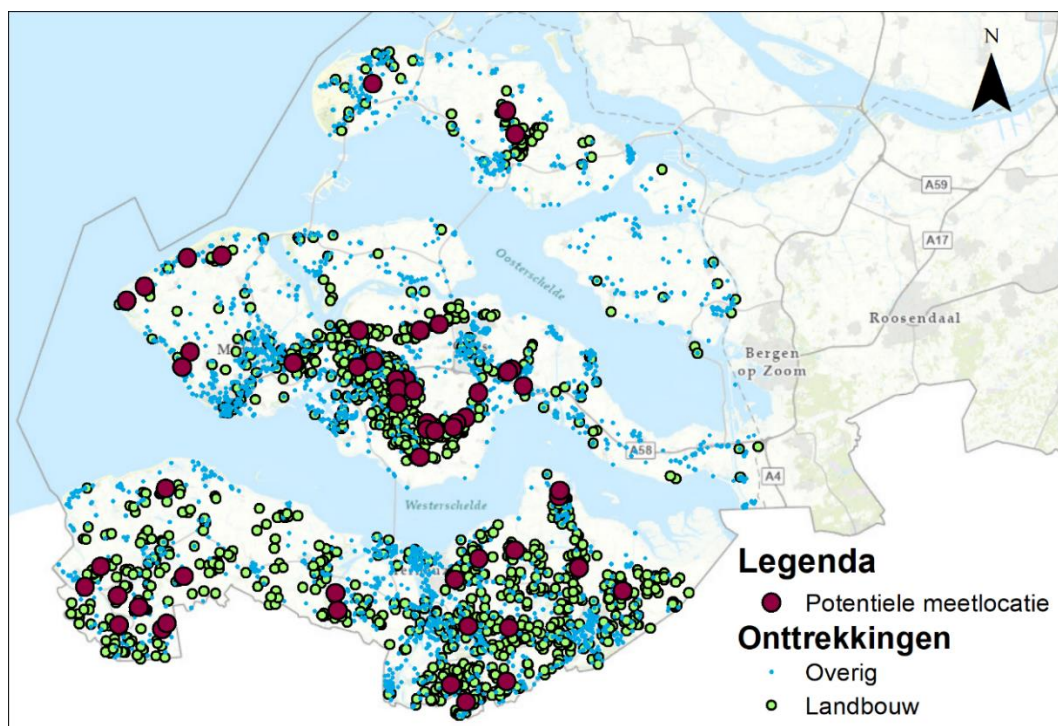 N
A59
A17
Oosterschelde
Roosendaal
Bergen
op Zoom
A58
A4
Westerschelde
Legenda
Potentiele meetlocatie
Onttrekkingen
Overig
Landbouw